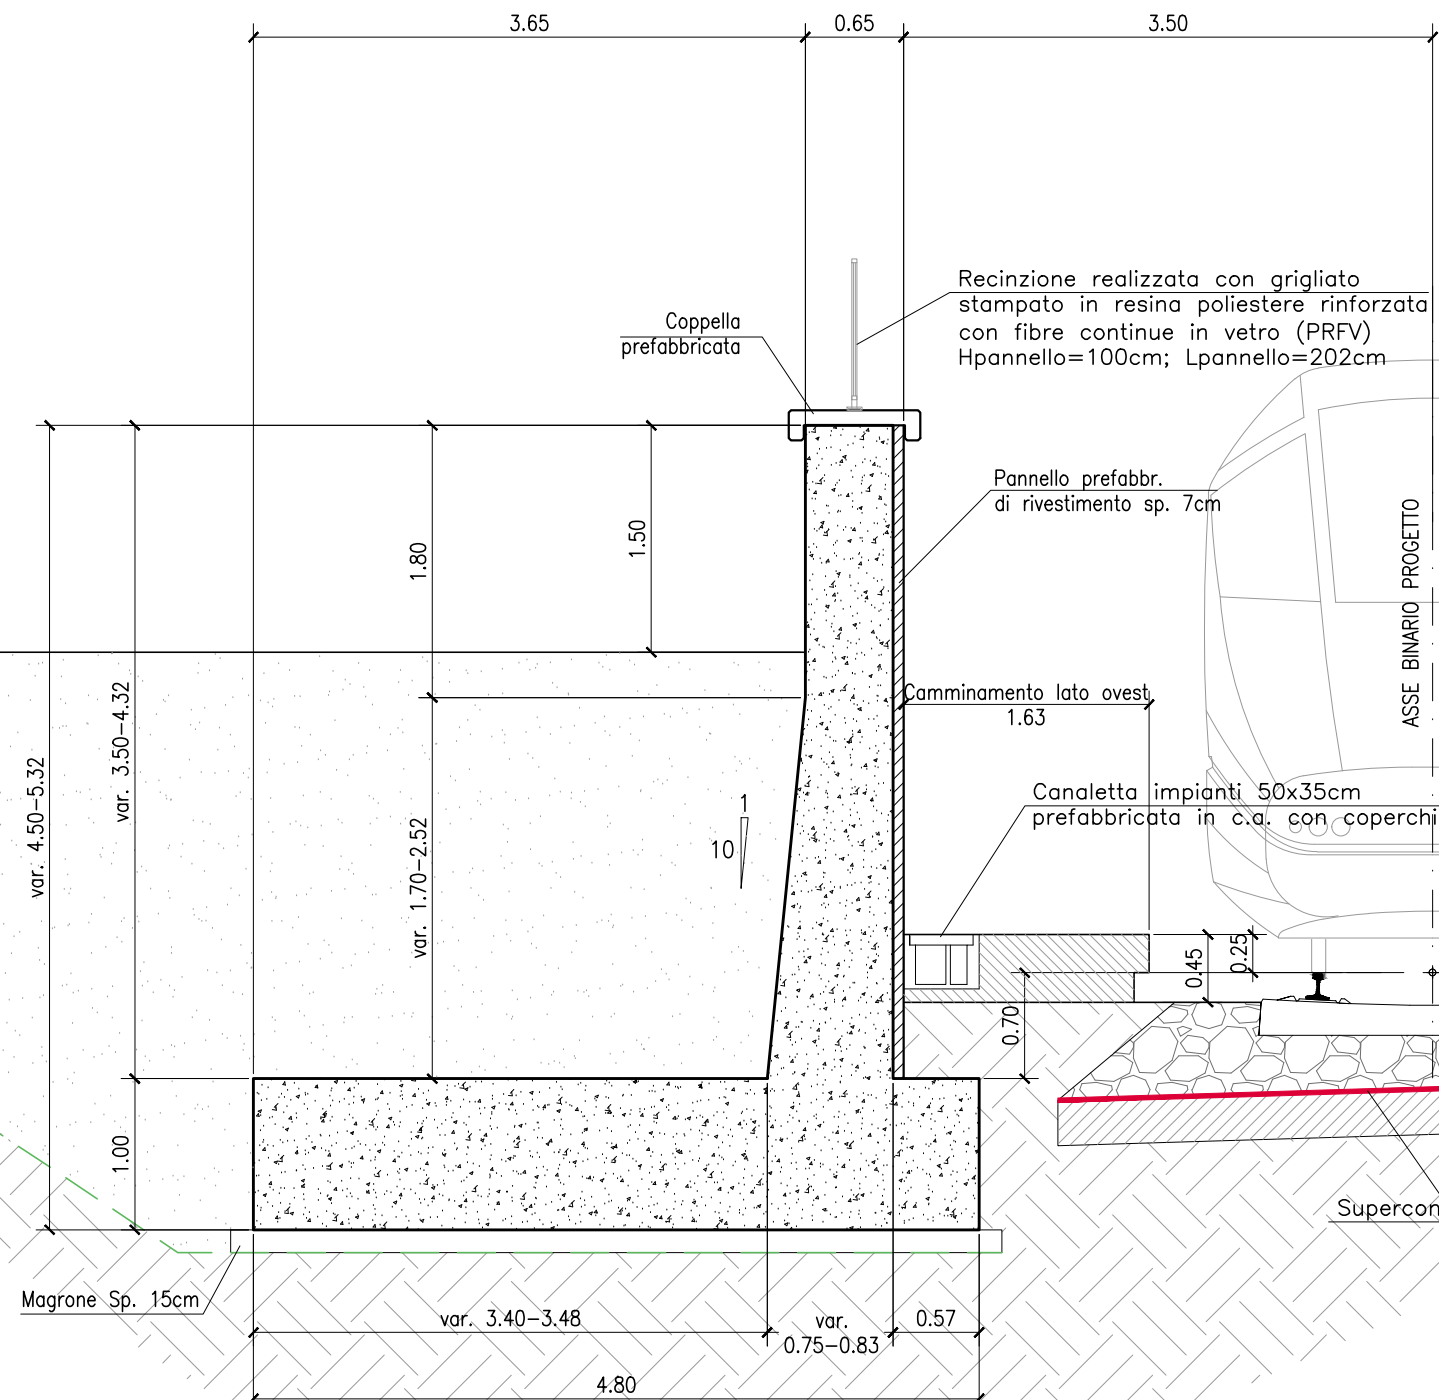 3.65
0.65
3.50
Recinzione realizzata con grigliato
stampato in resina poliestere rinforzata
con fibre continue in vetro (PRFV)
Hpannello=100cm; Lpannello=202cm
Coppella
prefabbricata
Pannello prefabbr.
di rivestimento sp. 7cm
1.80
1.50
ASSE BINARIO PROGETTO
Camminamento lato ovest
1.63
var. 4.50-5.32
var. 3.50-4.32
var. 1.70-2.52
1
10
Canaletta impianti 50x35cm
prefabbricata in c.a. con coperchi
0.45
0.25
0.70
1.00
Supercon
Magrone Sp. 15cm
var. 3.40-3.48
var.
0.75-0.83
0.57
4.80